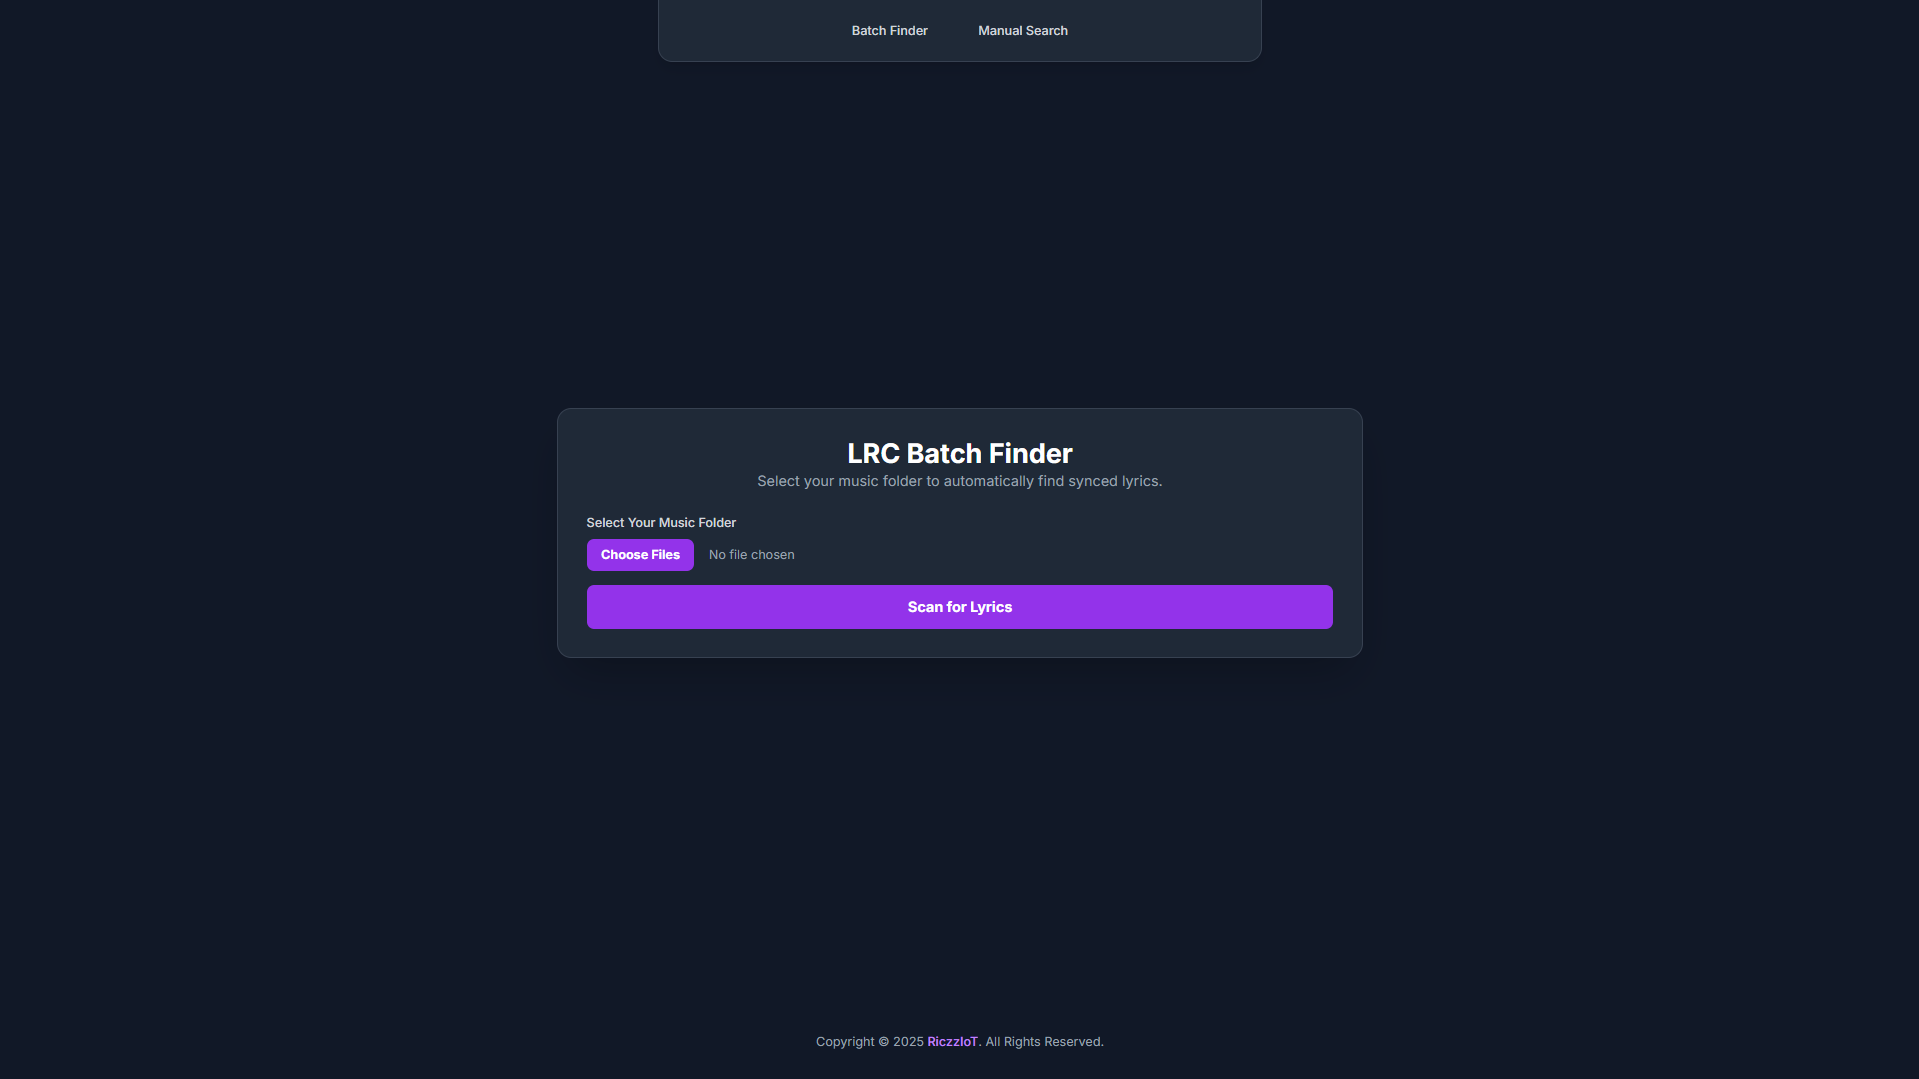 Batch Finder Manual Search
LRC Batch Finder
Select your music folder to automatically find synced lyrics.
Select Your Music Folder
Choose Files No file chosen
Scan for Lyrics
Copyright © 2025 RiczzIoT. All Rights Reserved.